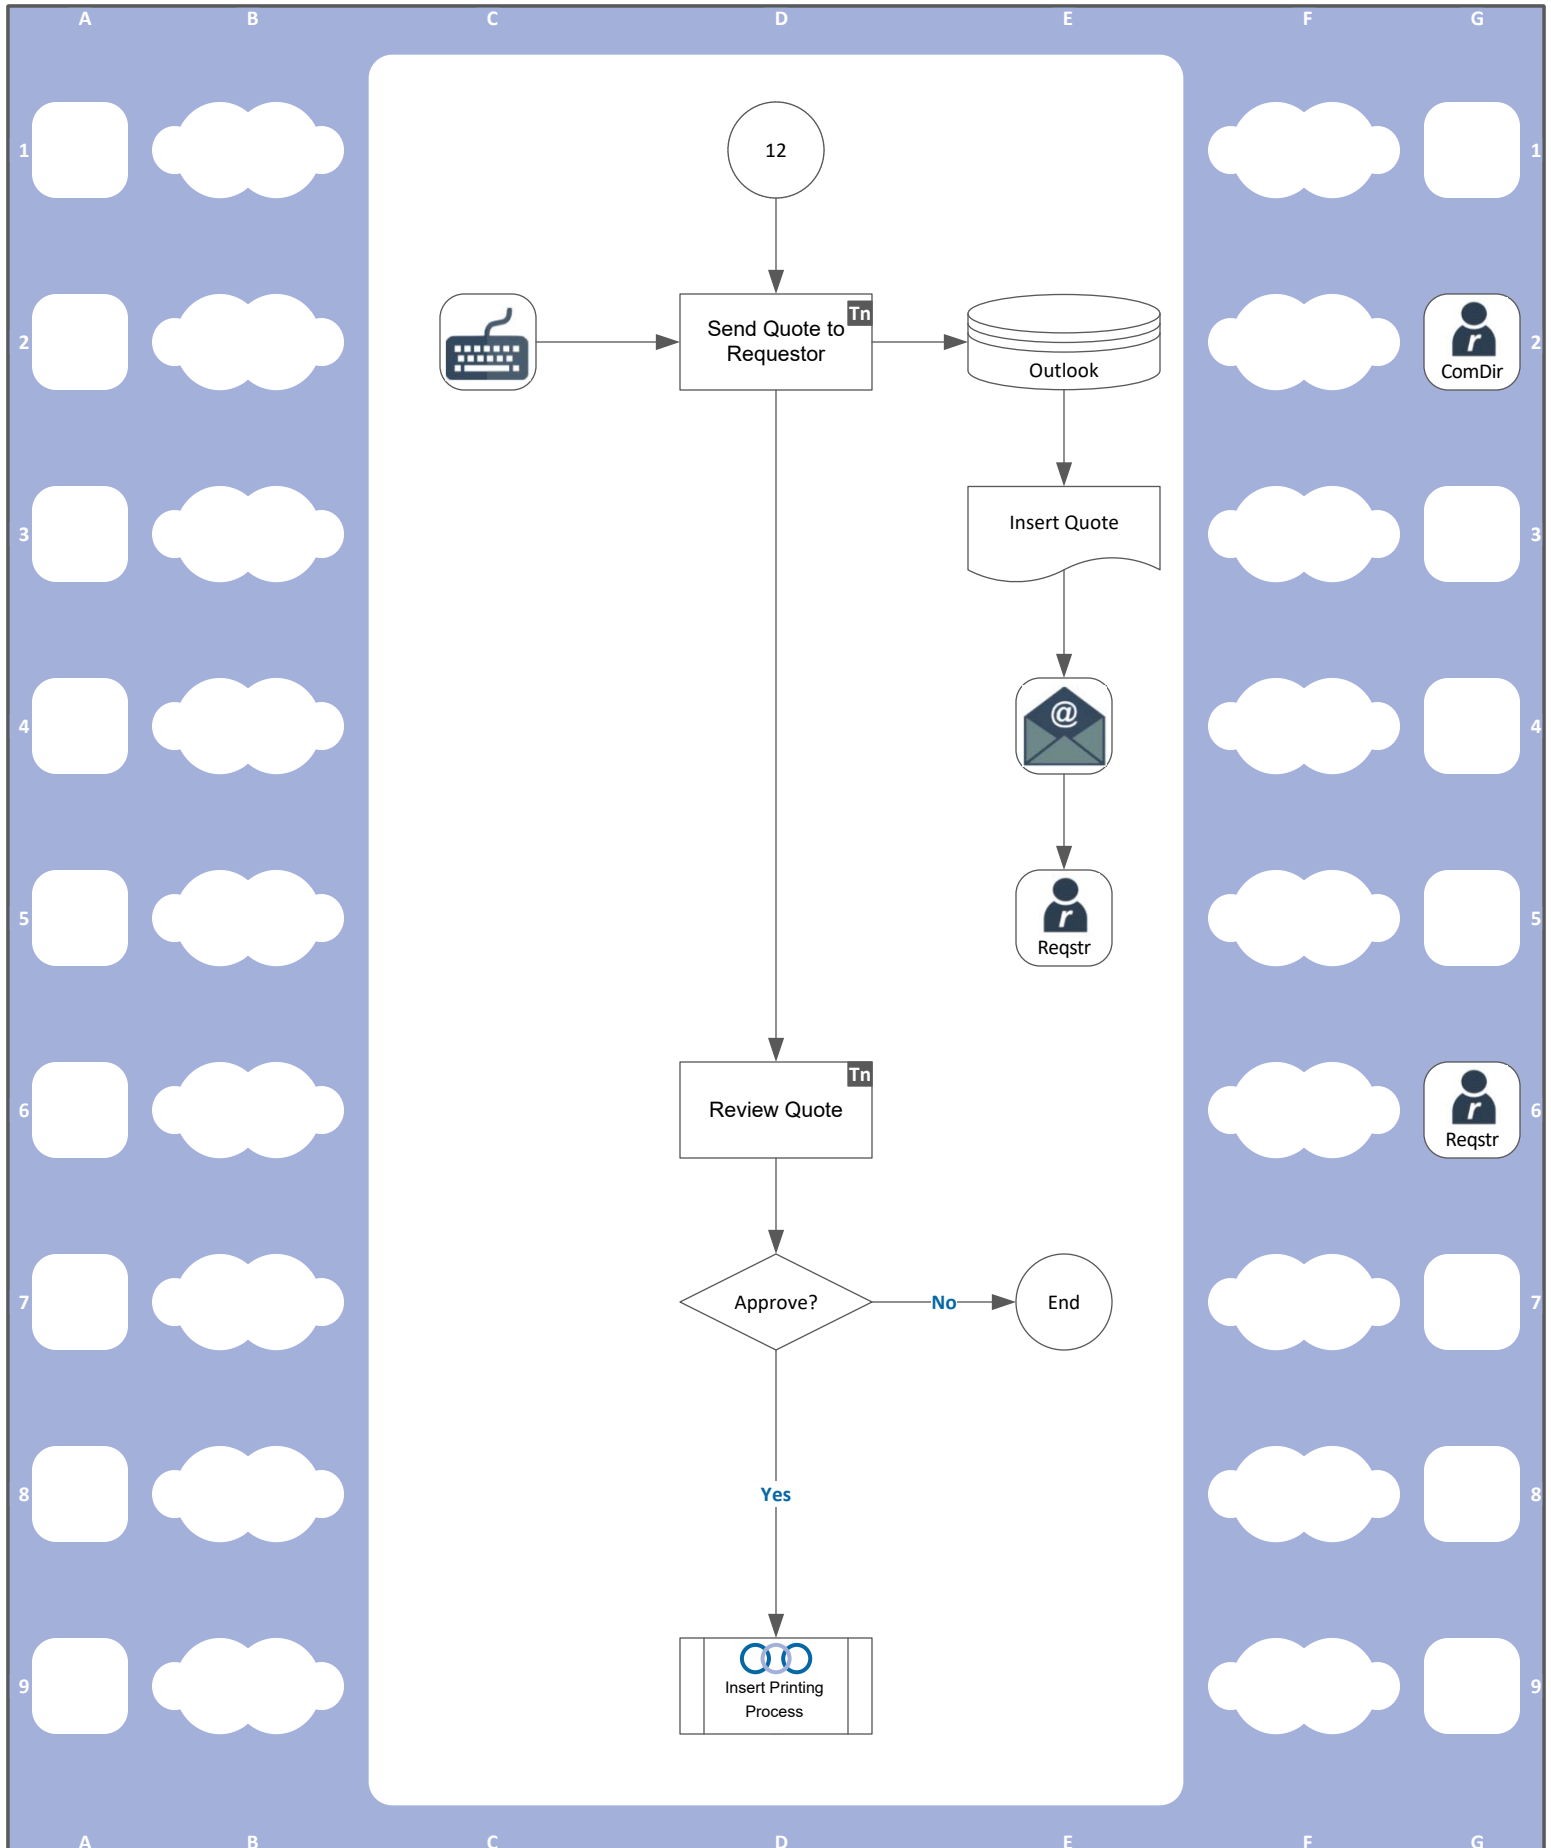 A B C D E F G
1 12 1
Tn
2 Send Quote to 2
Requestor
Outlook ComDir
3 Insert Quote 3
4 @ 4
5 r 5
Reqstr
Tn
6 Review Quote r 6
Reqstr
7 Approve? No End 7
8 Yes 8
9 Insert Printing 9
Process
A B C D E F G